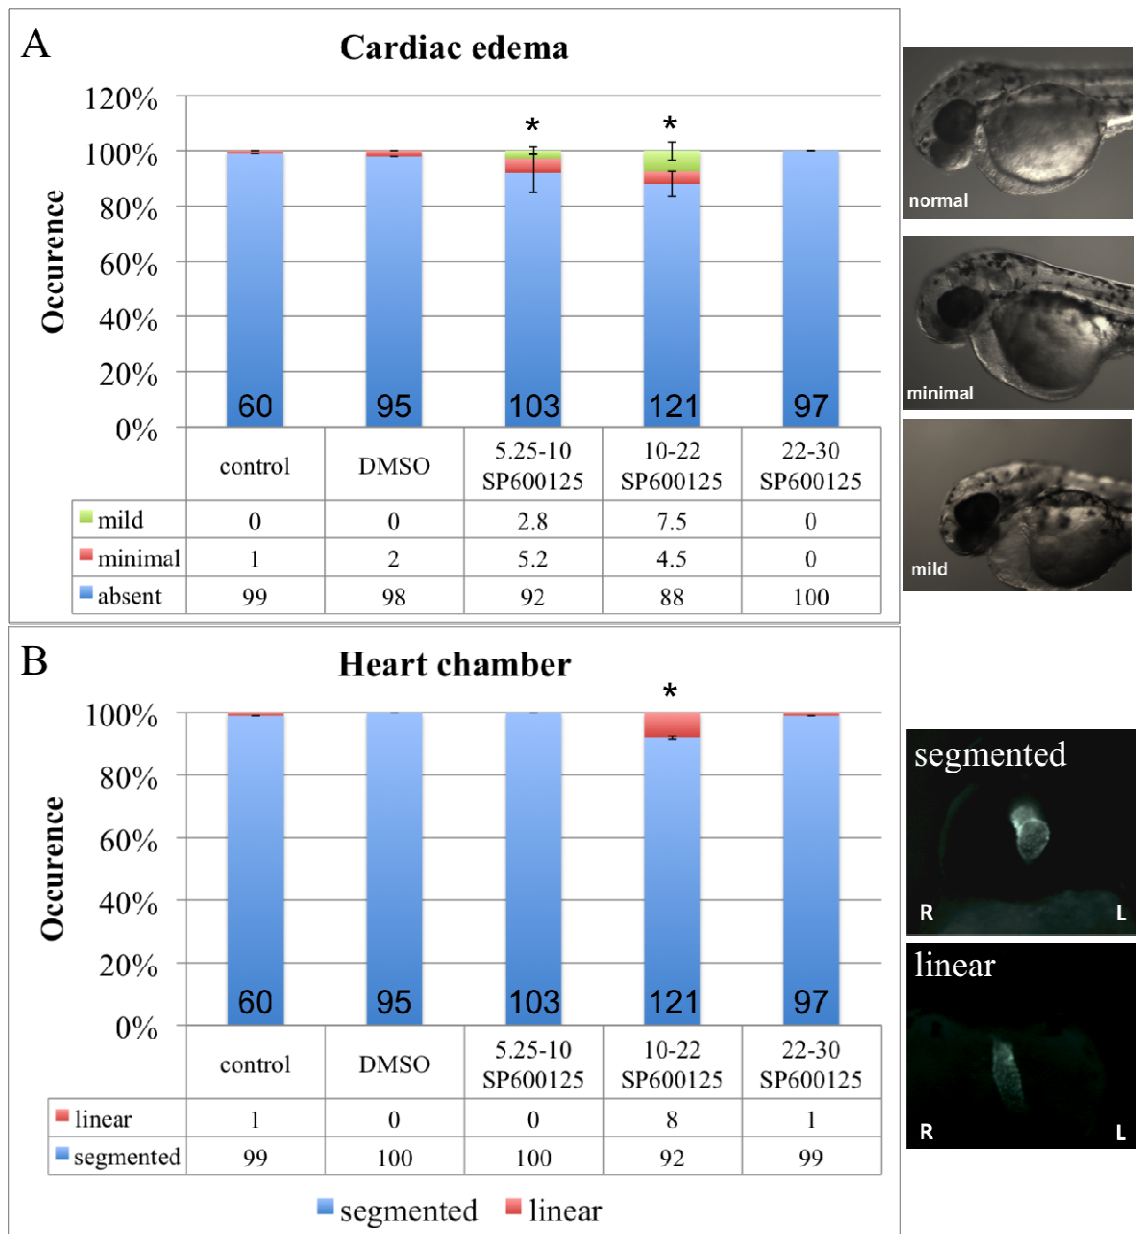 A
Cardiac edema
Occurence
120%
100%
80%
60%
40%
20%
0%
* *
60 95 103 121 97
control DMSO 5.25-10 SP600125 10-22 SP600125 22-30 SP600125
mild 0 0 2.8 7.5 0
minimal 1 2 5.2 4.5 0
absent 99 98 92 88 100
normal
minimal
mild
B
Heart chamber
Occurence
100%
80%
60%
40%
20%
0%
*
60 95 103 121 97
control DMSO 5.25-10 SP600125 10-22 SP600125 22-30 SP600125
linear 1 0 0 8 1
segmented 99 100 100 92 99
segmented linear
segmented
R L
linear
R L